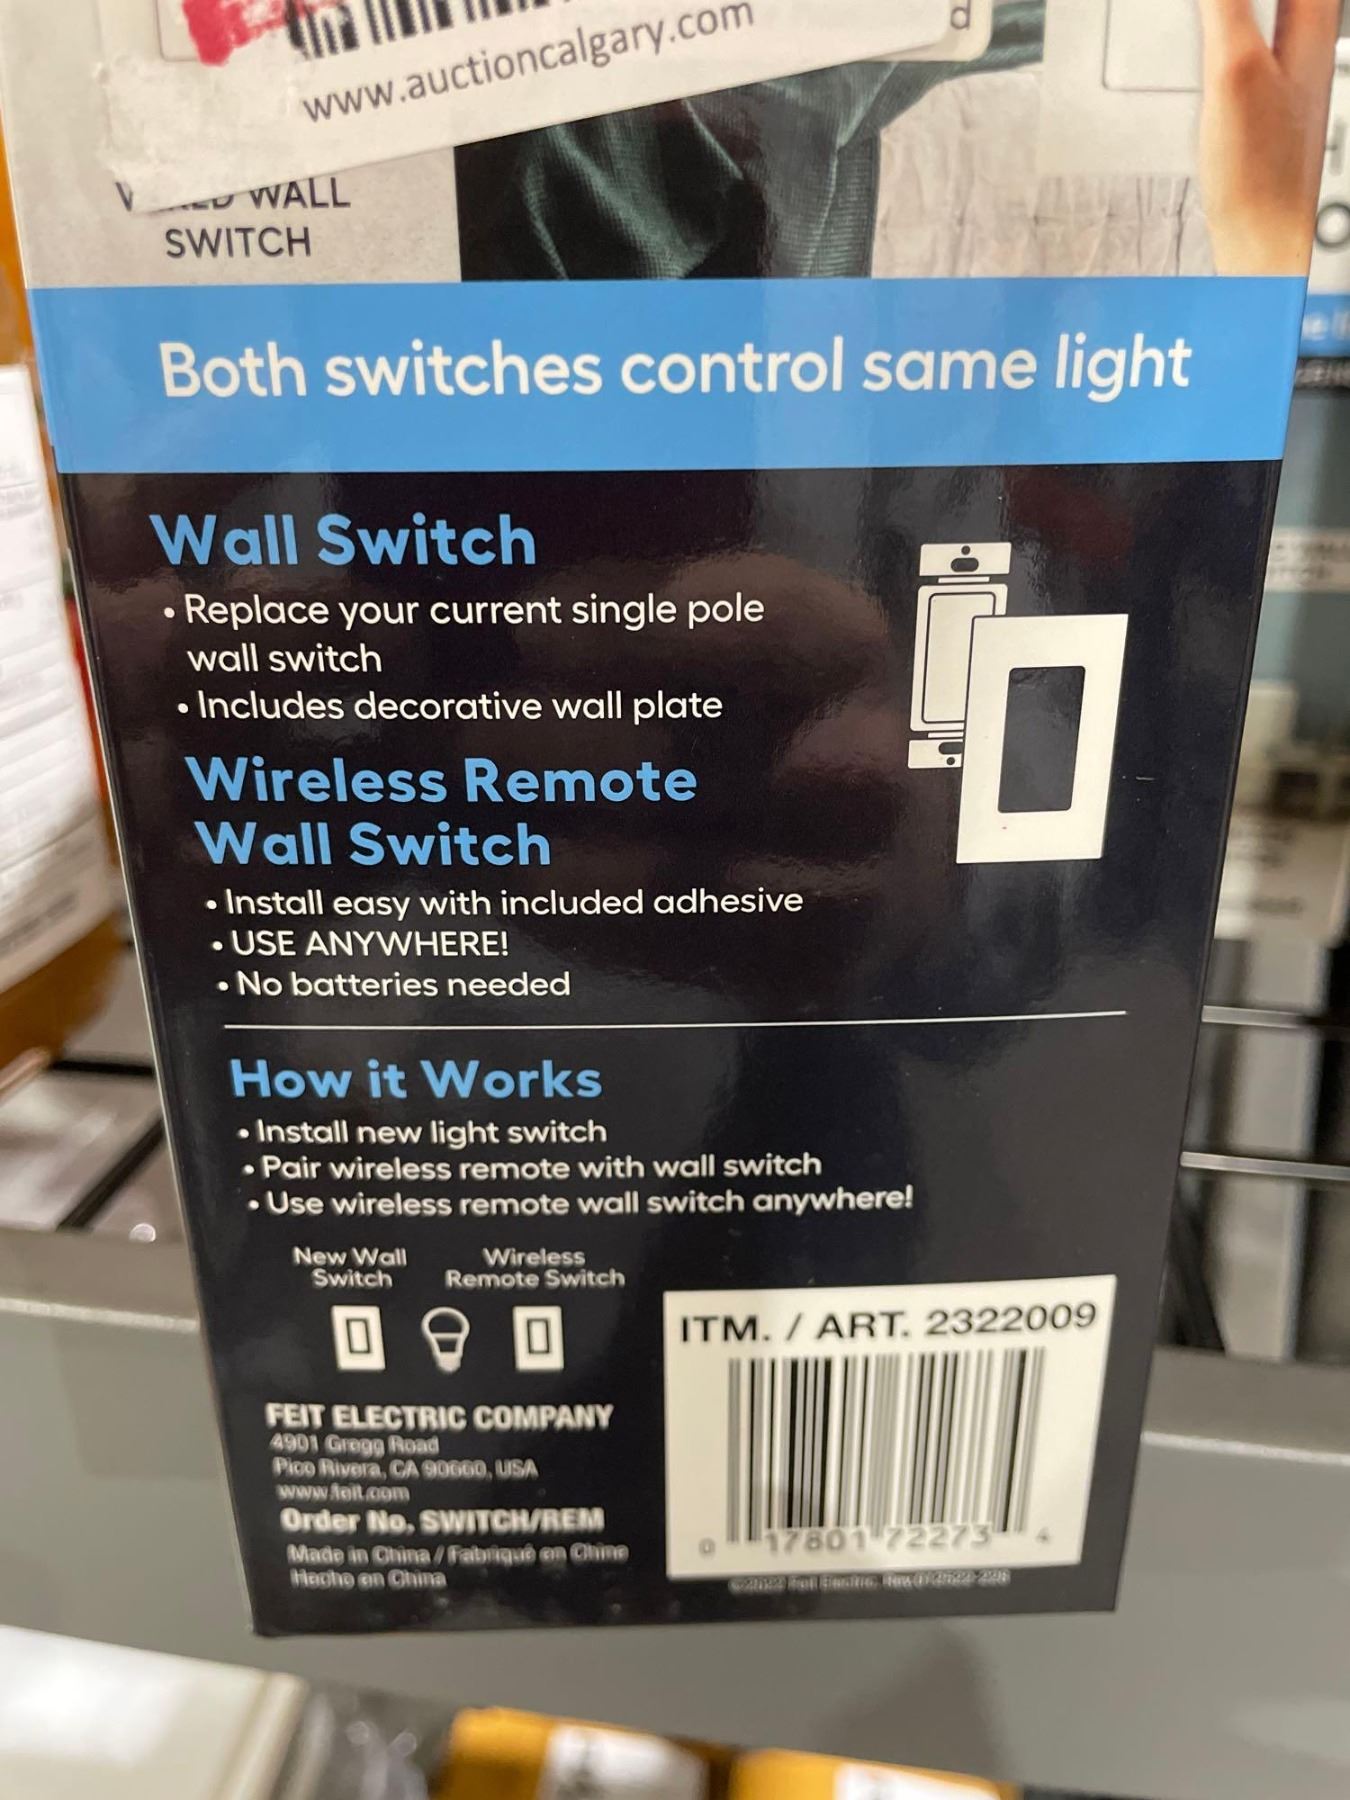 www.auctioncalgary.com
d
WALL
SWITCH
Both switches control same light
Wall Switch
• Replace your current single pole
wall switch
• Includes decorative wall plate
Wireless Remote
Wall Switch
• Install easy with included adhesive
• USE ANYWHERE!
• No batteries needed
How it Works
• Install new light switch
• Pair wireless remote with wall switch
• Use wireless remote wall switch anywhere!
New Wall
Switch
Wireless
Remote Switch
ITM. / ART. 2322009
0 17801 72273 4
FEIT ELECTRIC COMPANY
4901 Gregg Road
Pico Rivera, CA 90660, USA
www.feit.com
Order No. SWITCH/REM
Made in China / Fabriqué en Chine
Hecho en China
©2022 Feit Electric.